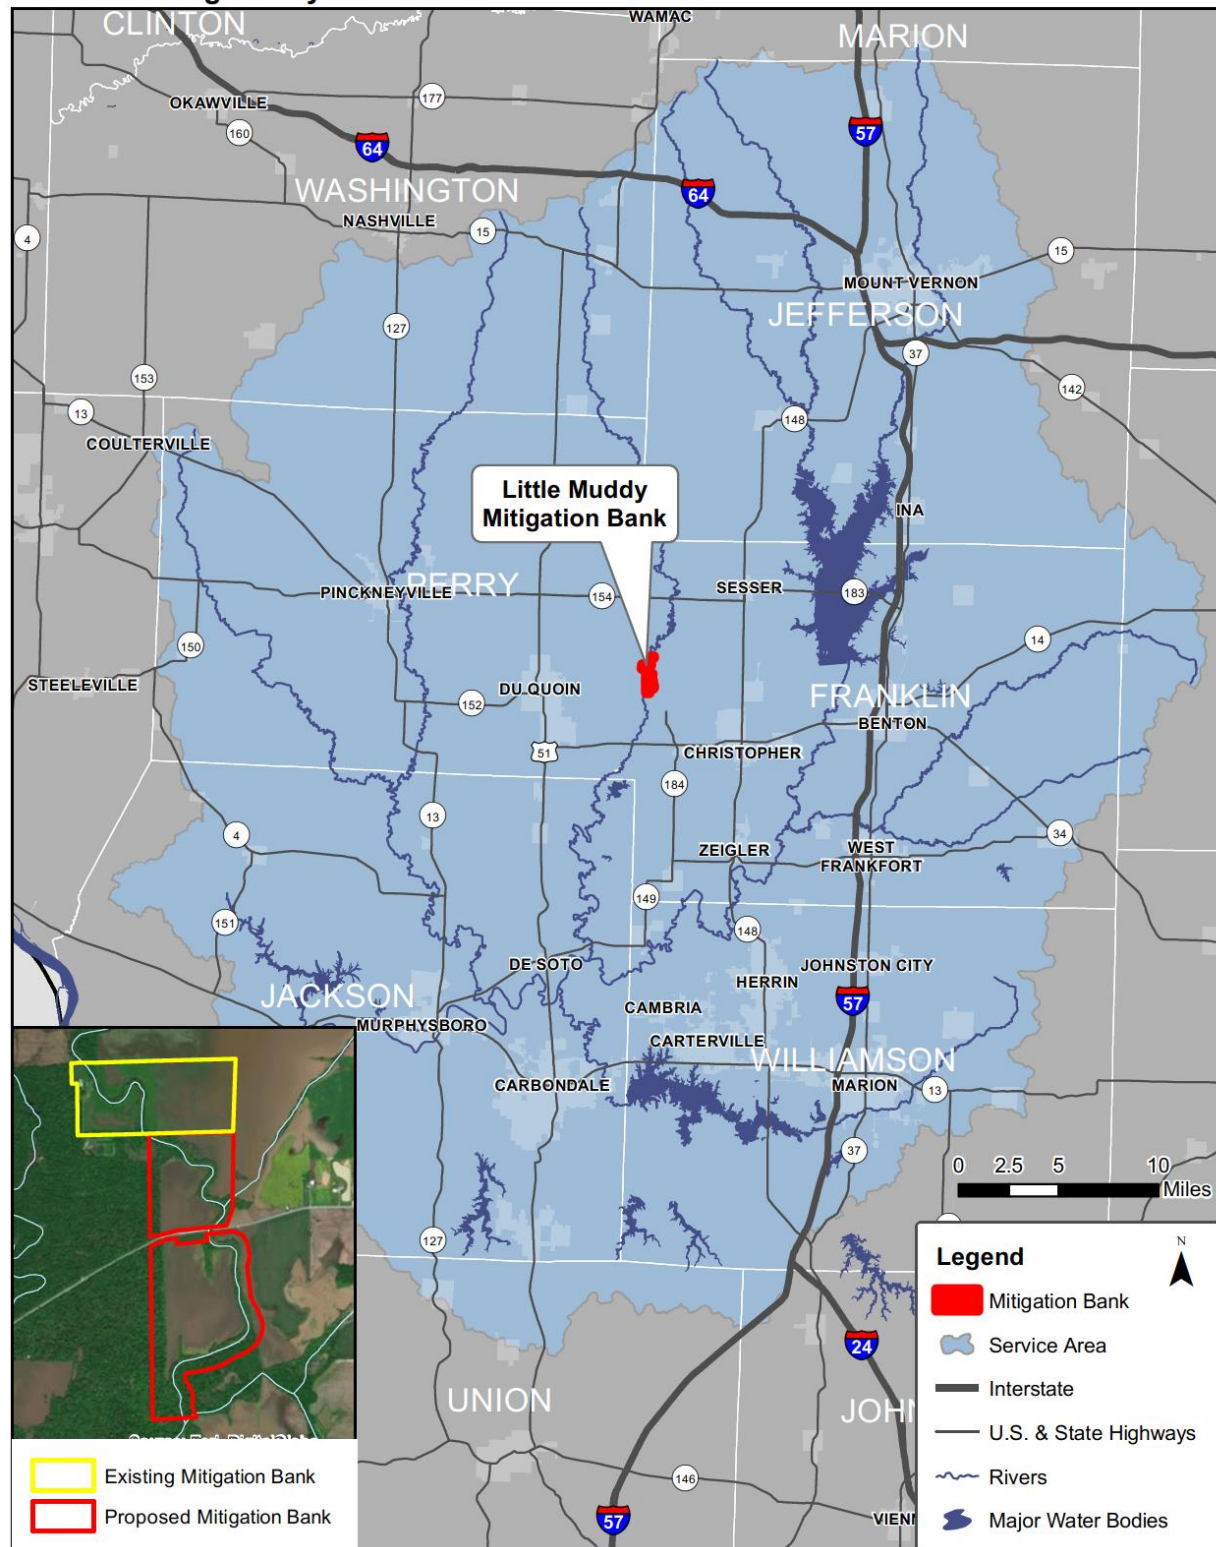 CLINTON
WAMAC
MARION
OKAWVILLE
177
160
64
57
WASHINGTON
64
NASHVILLE
15
4
15
MOUNT VERNON
JEFFERSON
127
37
153
142
13
148
COULTERVILLE
Little Muddy
Mitigation Bank
INA
PERRY
PINCKNEYVILLE
154
SESSER
183
150
14
STEELEVILLE
DU QUOIN
152
FRANKLIN
BENTON
51
CHRISTOPHER
184
13
4
34
ZEIGLER
WEST
FRANKFORT
149
151
148
DE SOTO
JOHNSTON CITY
HERRIN
JACKSON
57
CAMBRIA
MURPHYSBORO
CARTERVILLE
WILLIAMSON
CARBONDALE
MARION
13
37
0 2.5 5 10
Miles
127
Legend
N
Mitigation Bank
Service Area
24
Interstate
UNION
JOHN
U.S. & State Highways
Existing Mitigation Bank
146
Rivers
Proposed Mitigation Bank
57
VIENN
Major Water Bodies